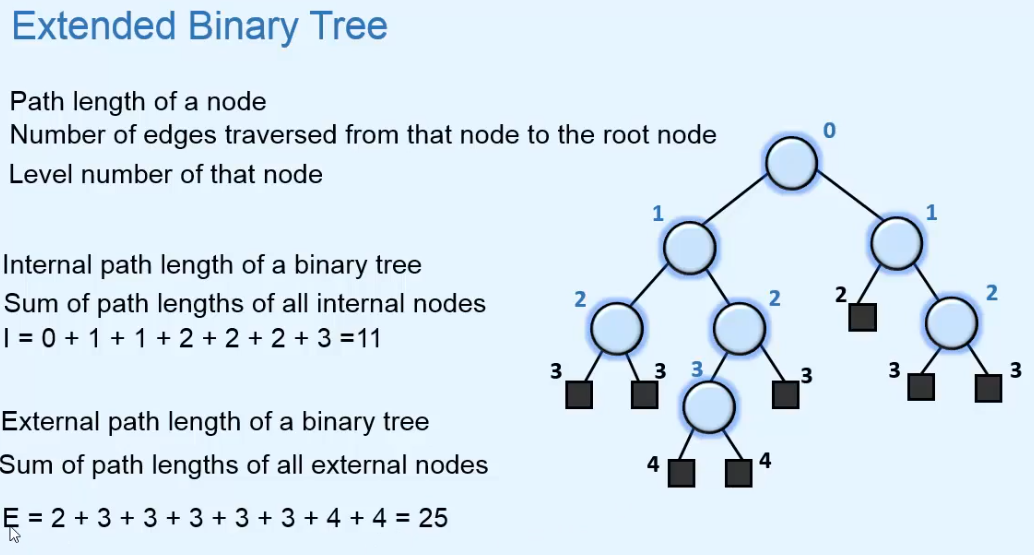 Extended Binary Tree
Path length of a node
Number of edges traversed from that node to the root node
Level number of that node
Internal path length of a binary tree
Sum of path lengths of all internal nodes
I = 0 + 1 + 1 + 2 + 2 + 2 + 3 =11
External path length of a binary tree
Sum of path lengths of all external nodes
E = 2 + 3 + 3 + 3 + 3 + 3 + 4 + 4 = 25
0
1 1
2 2 2 2
3 3 3 3 3 3
4 4